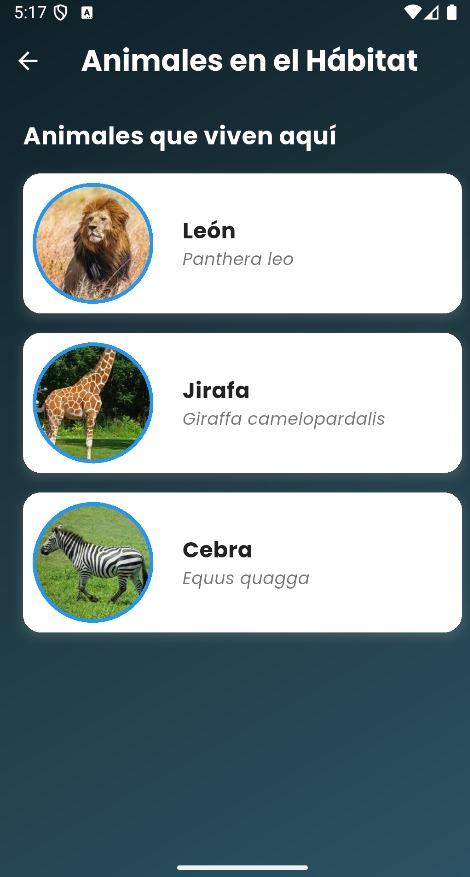 5:17
Animales en el Hábitat
Animales que viven aquí
León
Panthera leo
Jirafa
Giraffa camelopardalis
Cebra
Equus quagga